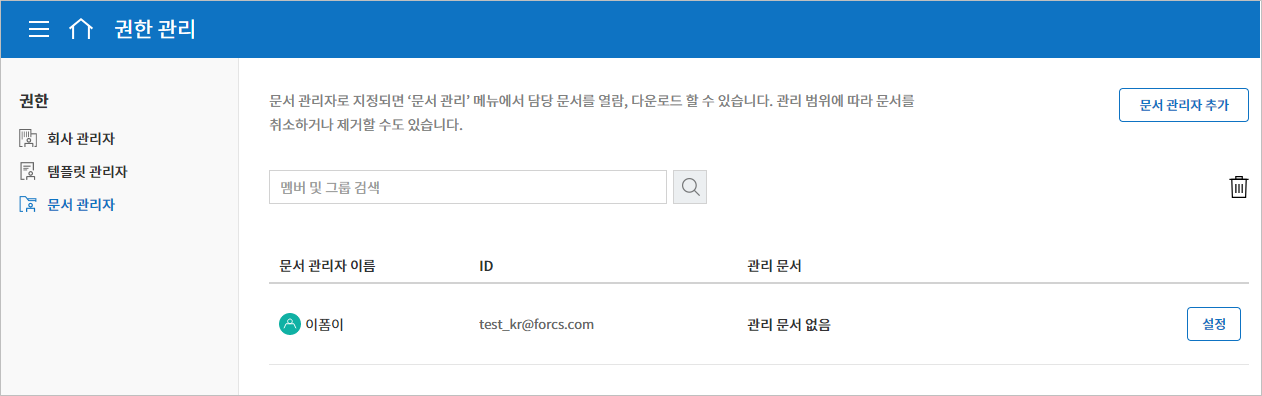 권한 관리
권한
회사 관리자
템플릿 관리자
문서 관리자
문서 관리자로 지정되면 ‘문서 관리’ 메뉴에서 담당 문서를 열람, 다운로드 할 수 있습니다. 관리 범위에 따라 문서를
취소하거나 제거할 수도 있습니다.
문서 관리자 추가
멤버 및 그룹 검색
문서 관리자 이름 ID 관리 문서
이폼이 test_kr@forcs.com 관리 문서 없음 설정